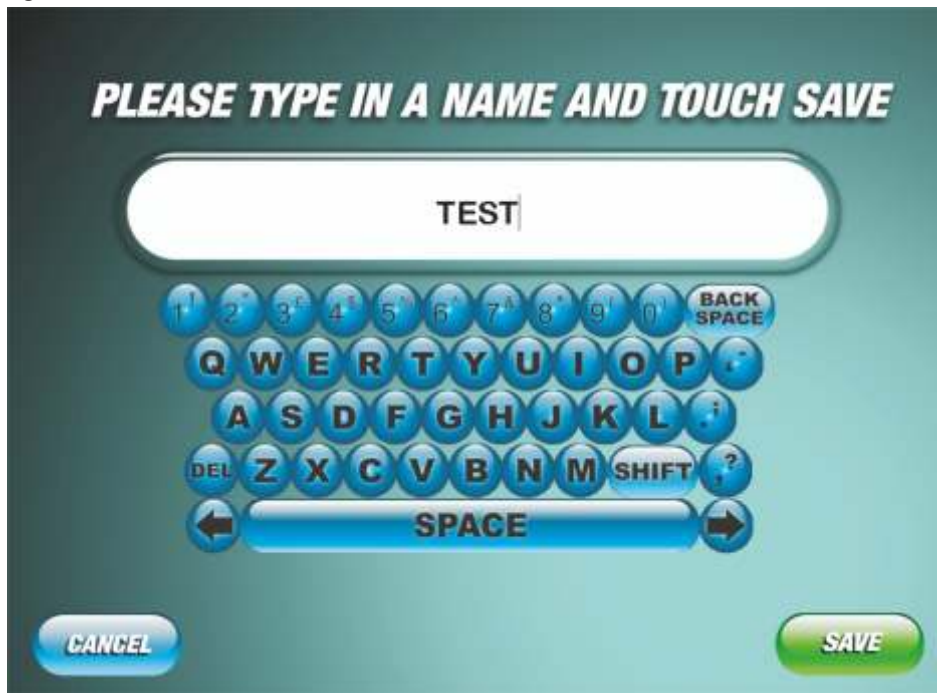 PLEASE TYPE IN A NAME AND TOUCH SAVE
TEST
1 2 3 4 5 6 7 8 9 0 BACK SPACE
Q W E R T Y U I O P
A S D F G H J K L
DEL Z X C V B N M SHIFT , ?
SPACE
CANCEL SAVE